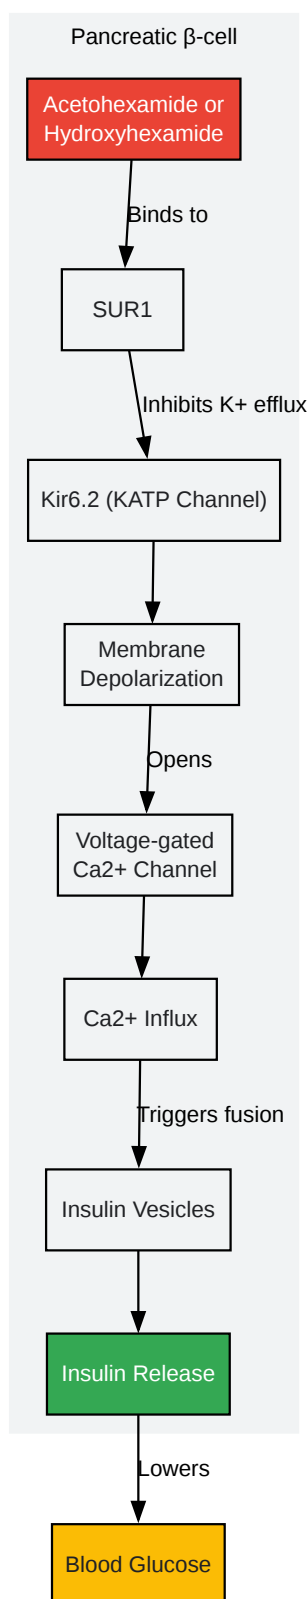 Pancreatic β-cell
Acetohexamide or
Hydroxyhexamide
Binds to
SUR1
Inhibits K+ efflux
Kir6.2 (KATP Channel)
Membrane
Depolarization
Opens
Voltage-gated
Ca2+ Channel
Ca2+ Influx
Triggers fusion
Insulin Vesicles
Insulin Release
Lowers
Blood Glucose